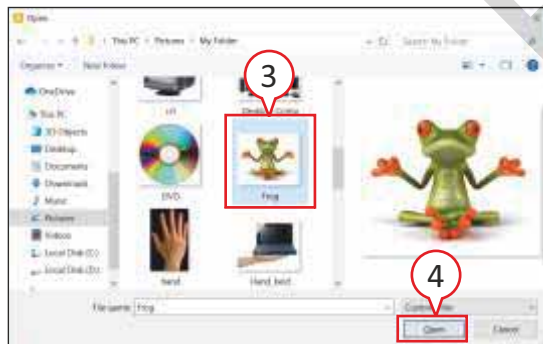 Open
This PC › Pictures › My Folder
Search My Folder
Organize
New folder
3
OneDrive
This PC
3D Objects
Desktop
Documents
Downloads
Music
Pictures
Videos
Local Disk (C:)
Local Disk (D:)
DVD
Frog
hand
4
File name: Frog
Open
Cancel